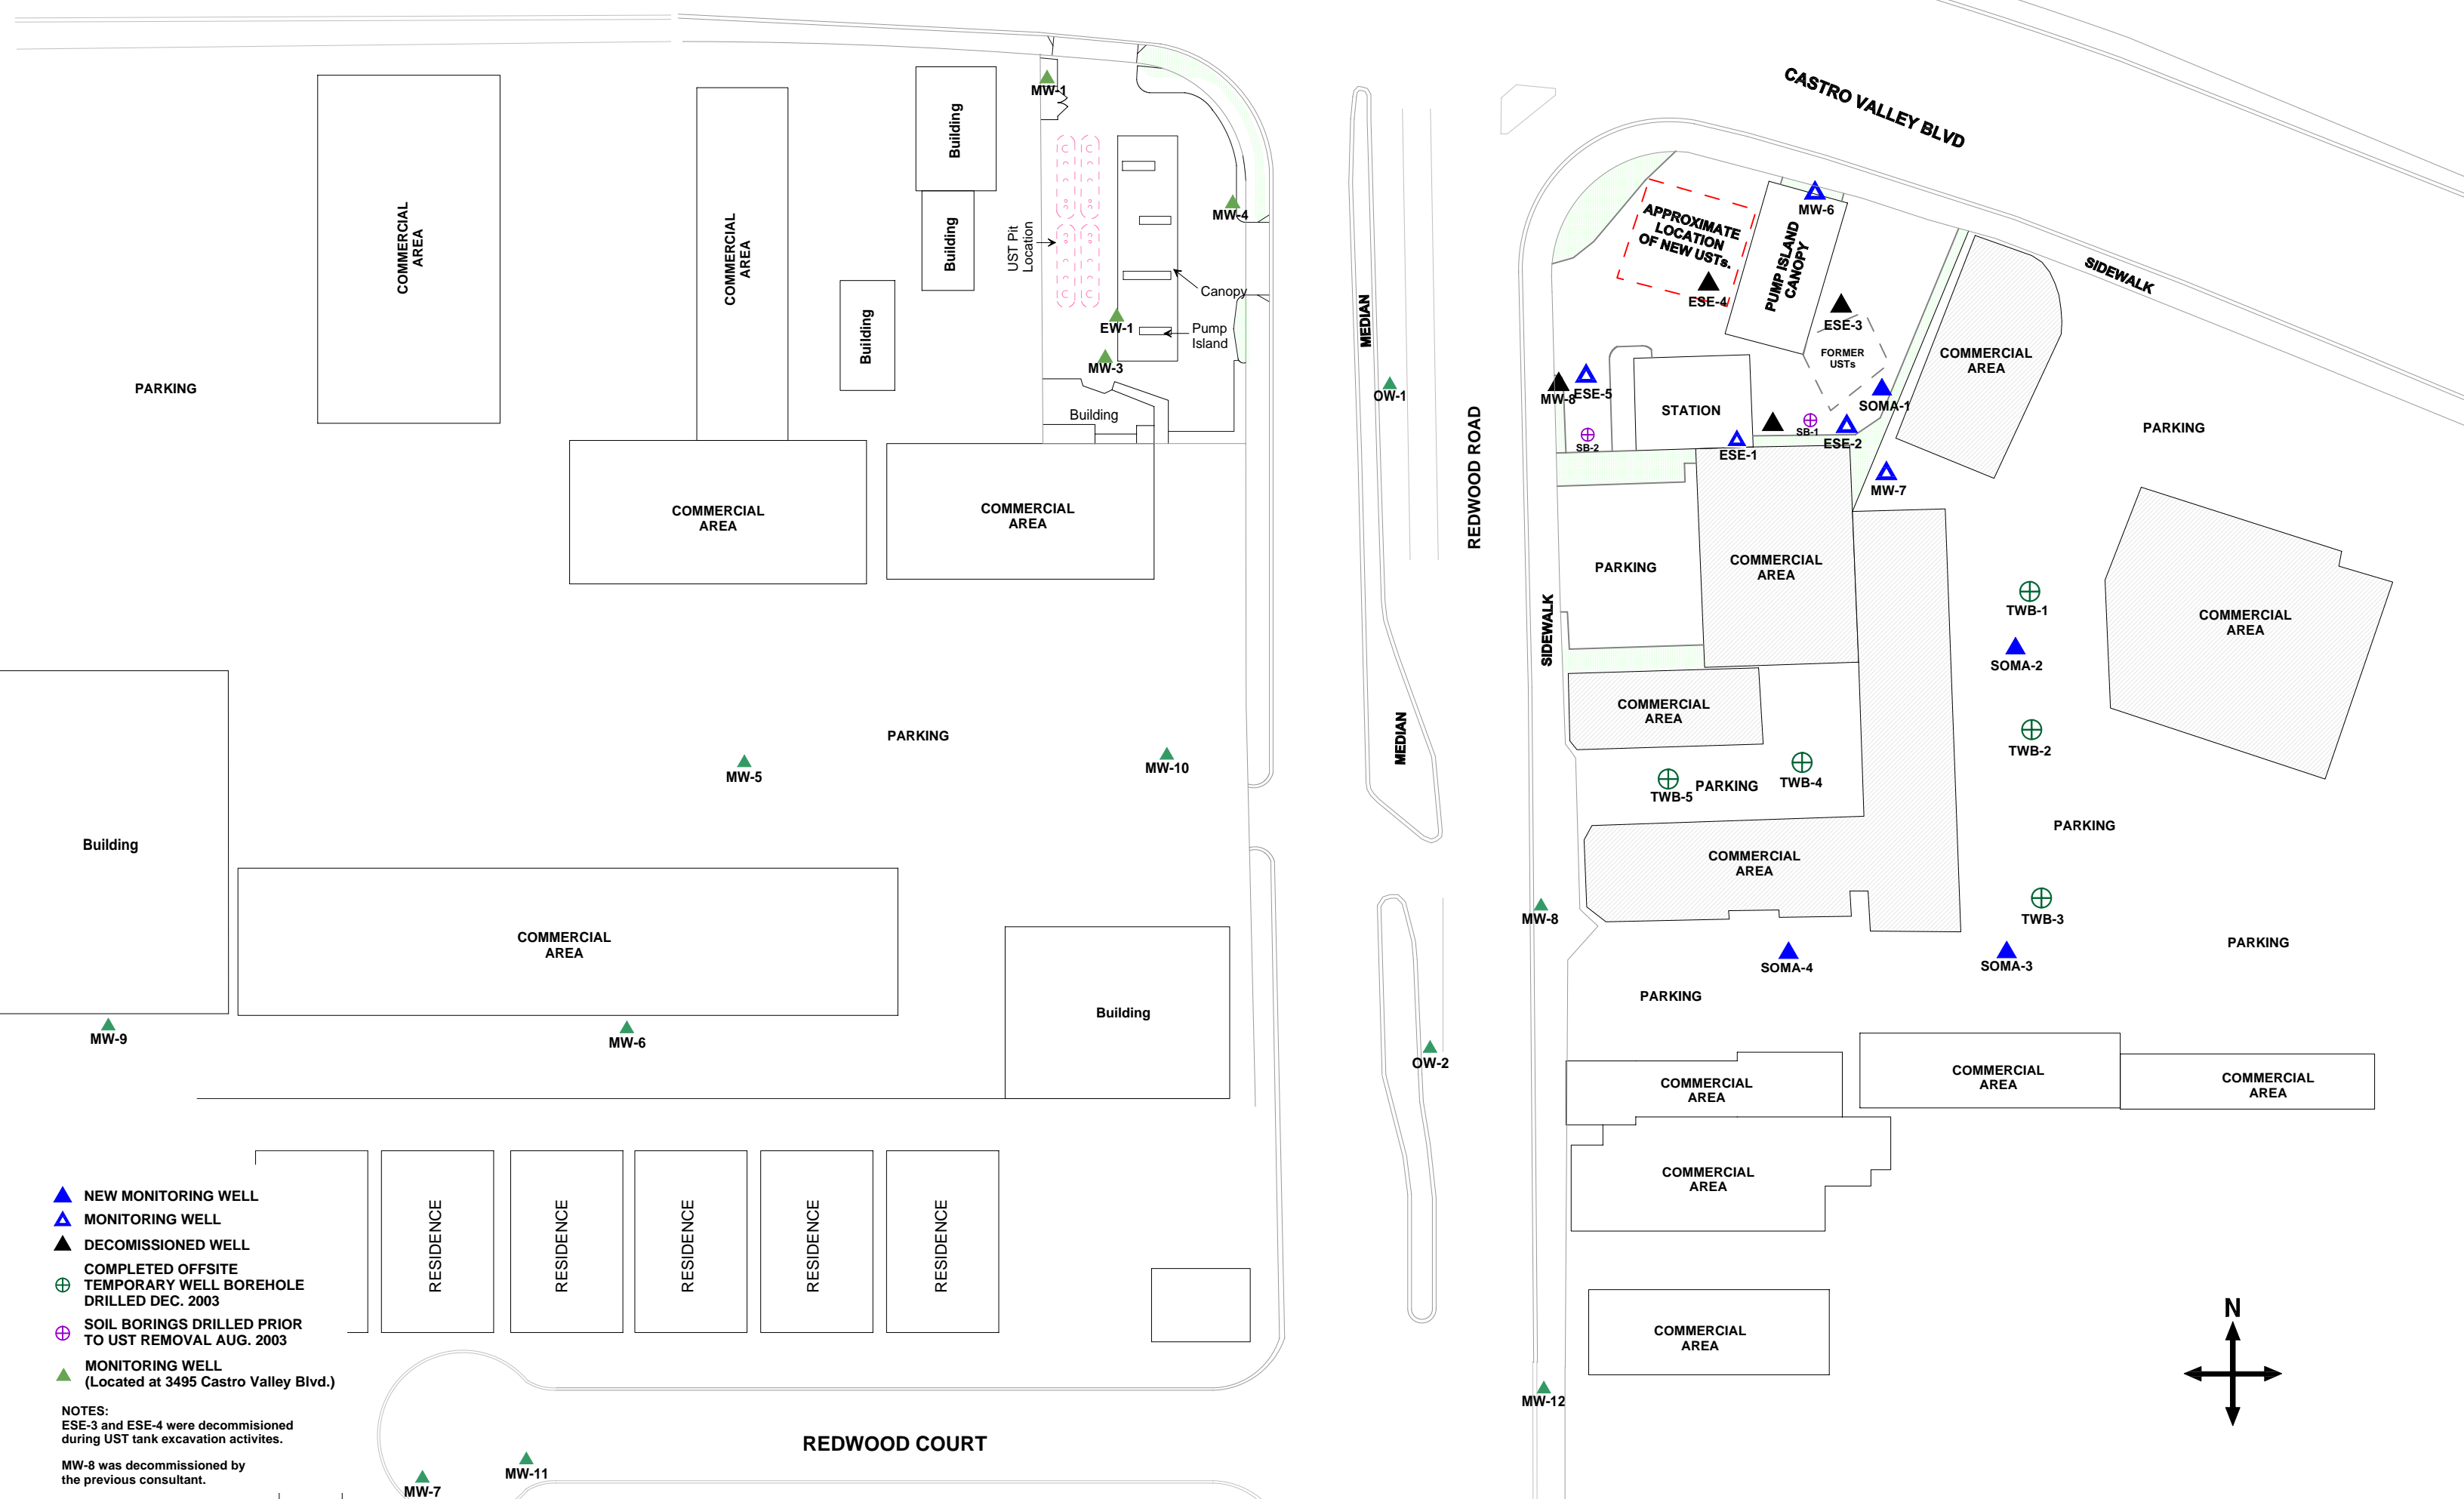 CASTRO VALLEY BLVD
MW-1
Building
COMMERCIAL
AREA
COMMERCIAL
AREA
Building
Building
UST Pit
Location
MW-4
Canopy
EW-1
Pump
Island
MW-3
Building
PARKING
COMMERCIAL
AREA
COMMERCIAL
AREA
MEDIAN
OW-1
REDWOOD ROAD
MW-6
APPROXIMATE
LOCATION
OF NEW USTs.
ESE-4
PUMP ISLAND
CANOPY
ESE-3
FORMER
USTs
SIDEWALK
COMMERCIAL
AREA
MW-8
ESE-5
STATION
SOMA-1
SB-2
SB-1
ESE-1
ESE-2
MW-7
PARKING
PARKING
COMMERCIAL
AREA
SIDEWALK
TWB-1
SOMA-2
COMMERCIAL
AREA
COMMERCIAL
AREA
MEDIAN
TWB-2
TWB-5
PARKING
TWB-4
PARKING
COMMERCIAL
AREA
TWB-3
MW-8
SOMA-4
SOMA-3
PARKING
PARKING
PARKING
MW-5
MW-10
Building
COMMERCIAL
AREA
Building
MW-9
MW-6
OW-2
COMMERCIAL
AREA
COMMERCIAL
AREA
COMMERCIAL
AREA
COMMERCIAL
AREA
COMMERCIAL
AREA
MW-12
RESIDENCE
RESIDENCE
RESIDENCE
RESIDENCE
RESIDENCE
REDWOOD COURT
MW-11
MW-7
N
NEW MONITORING WELL
MONITORING WELL
DECOMISSIONED WELL
COMPLETED OFFSITE
TEMPORARY WELL BOREHOLE
DRILLED DEC. 2003
SOIL BORINGS DRILLED PRIOR
TO UST REMOVAL AUG. 2003
MONITORING WELL
(Located at 3495 Castro Valley Blvd.)
NOTES:
ESE-3 and ESE-4 were decommisioned
during UST tank excavation activites.
MW-8 was decommissioned by
the previous consultant.